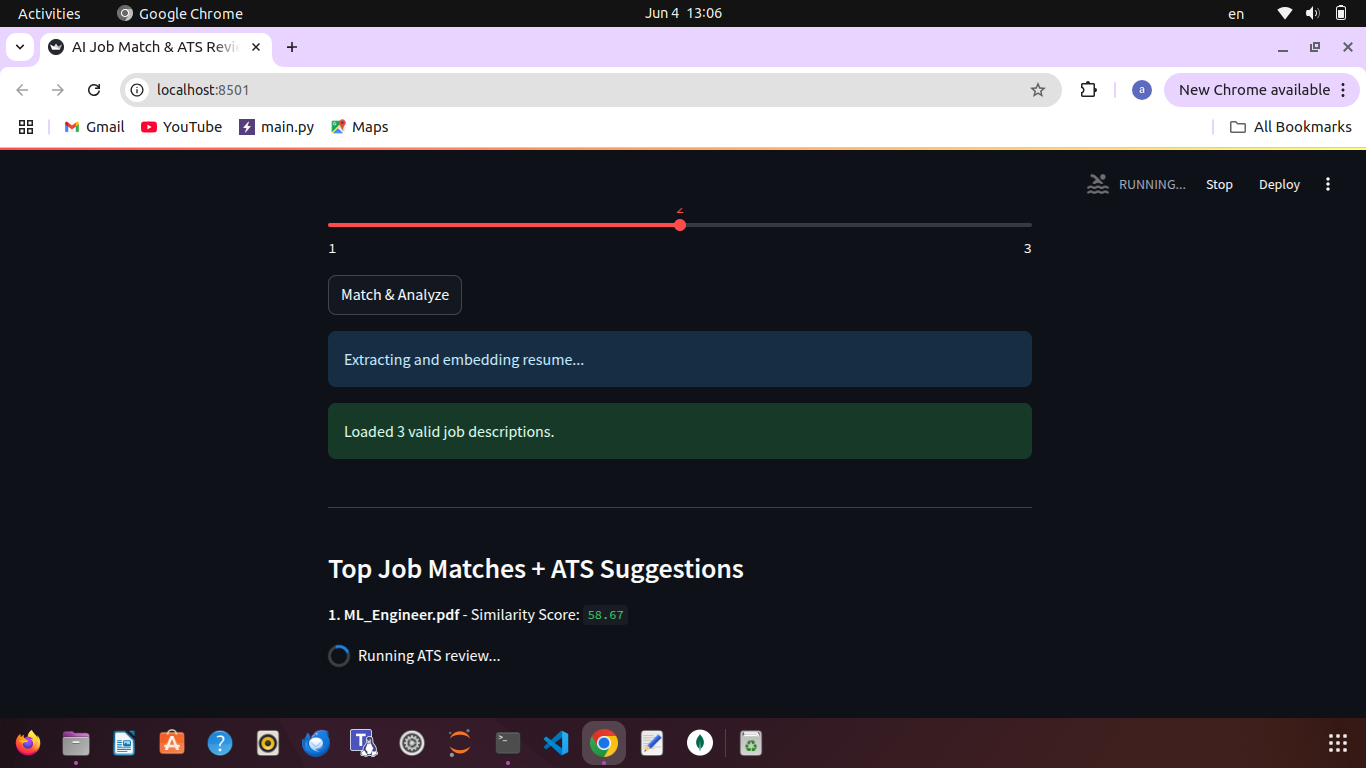 Activities
Google Chrome
Jun 4 13:06
en
AI Job Match & ATS Revi
localhost:8501
a
New Chrome available
Gmail
YouTube
main.py
Maps
All Bookmarks
RUNNING...
Stop
Deploy
2
1
3
Match & Analyze
Extracting and embedding resume...
Loaded 3 valid job descriptions.
Top Job Matches + ATS Suggestions
1. ML_Engineer.pdf - Similarity Score: 58.67
Running ATS review...